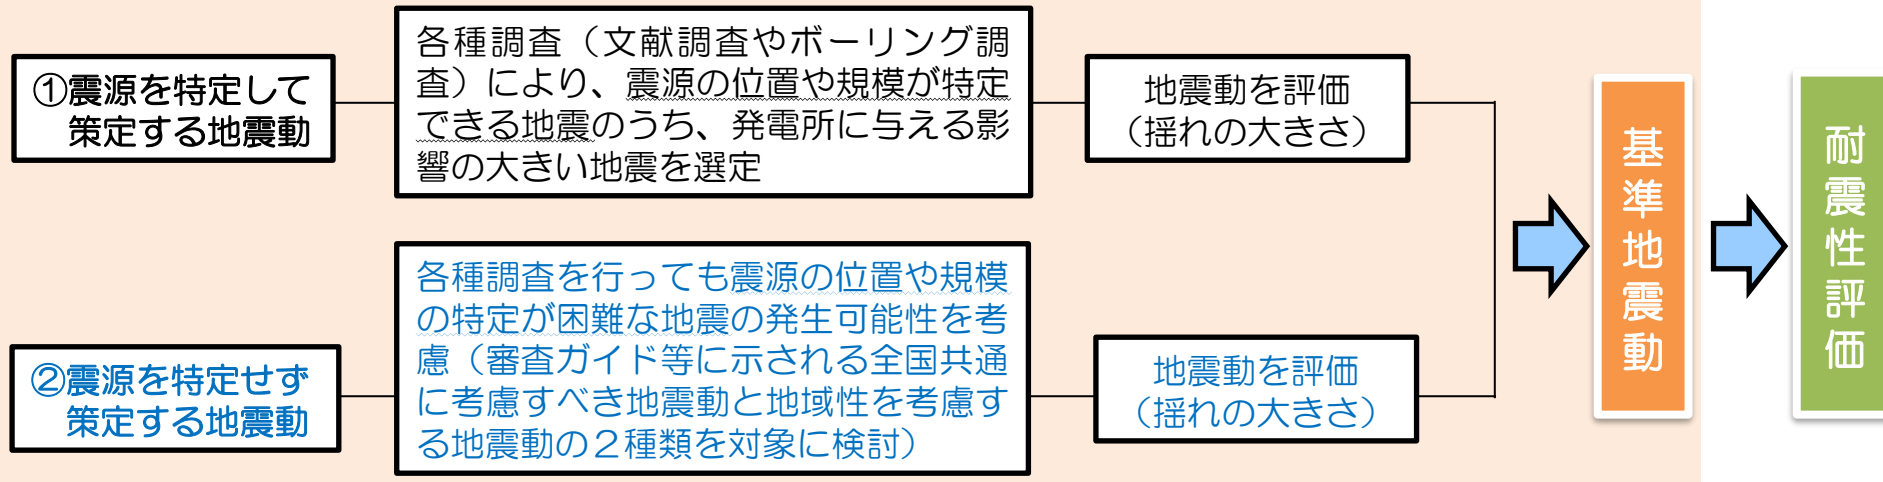 ①震源を特定して
策定する地震動
各種調査（文献調査やボーリング調
査）により、震源の位置や規模が特定
できる地震のうち、発電所に与える影
響の大きい地震を選定
地震動を評価
（揺れの大きさ）
②震源を特定せず
策定する地震動
各種調査を行っても震源の位置や規模
の特定が困難な地震の発生可能性を考
慮（審査ガイド等に示される全国共通
に考慮すべき地震動と地域性を考慮す
る地震動の２種類を対象に検討）
地震動を評価
（揺れの大きさ）
基準地震動
耐震性評価